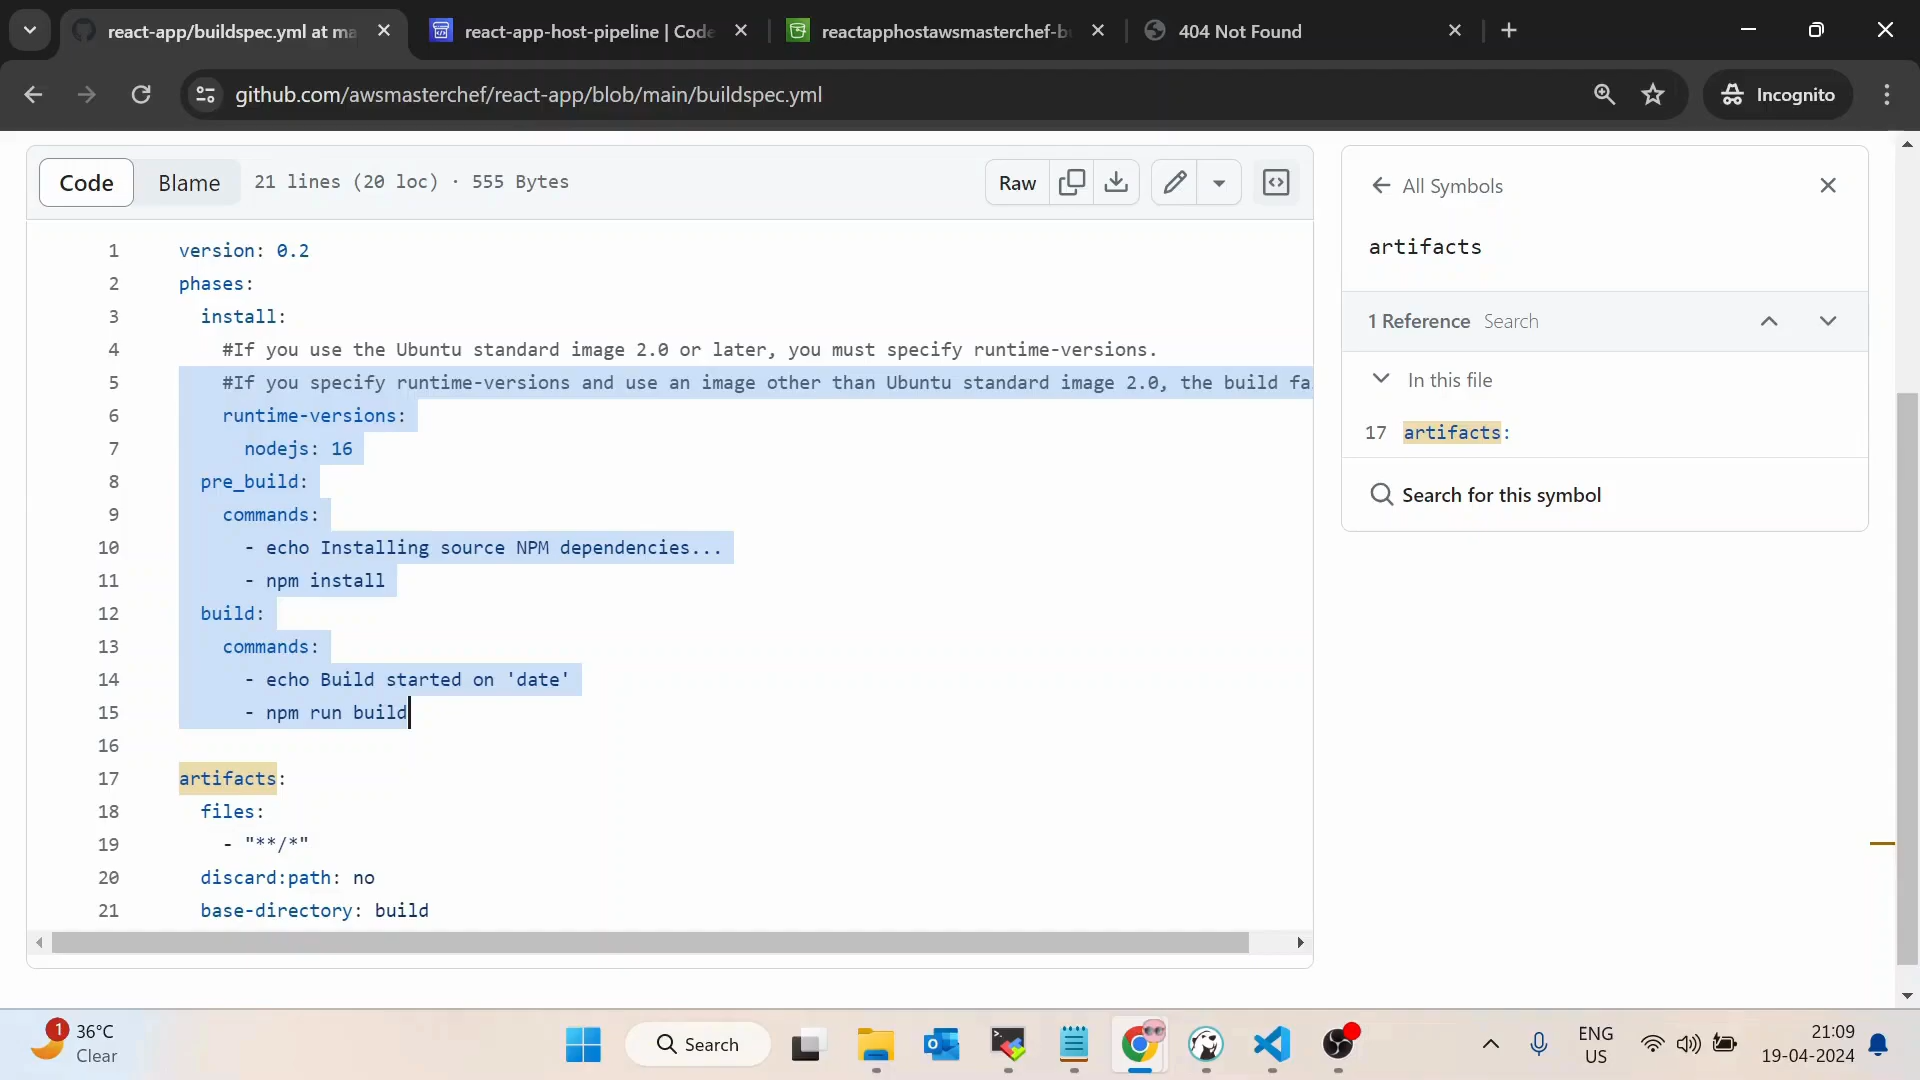 react-app/buildspec.yml at ma
react-app-host-pipeline | Code
reactapphostawsmasterchef-b
404 Not Found
github.com/awsmasterchef/react-app/blob/main/buildspec.yml
Incognito
Code
Blame
21 lines (20 loc) · 555 Bytes
Raw
1 version: 0.2
2 phases:
3 install:
4 #If you use the Ubuntu standard image 2.0 or later, you must specify runtime-versions.
5 #If you specify runtime-versions and use an image other than Ubuntu standard image 2.0, the build fa
6 runtime-versions:
7 nodejs: 16
8 pre_build:
9 commands:
10 - echo Installing source NPM dependencies...
11 - npm install
12 build:
13 commands:
14 - echo Build started on 'date'
15 - npm run build
16
17 artifacts:
18 files:
19 - "**/*"
20 discard:path: no
21 base-directory: build
All Symbols
artifacts
1 Reference Search
In this file
17 artifacts:
Search for this symbol
1
36°C
Clear
Search
ENG
US
21:09
19-04-2024